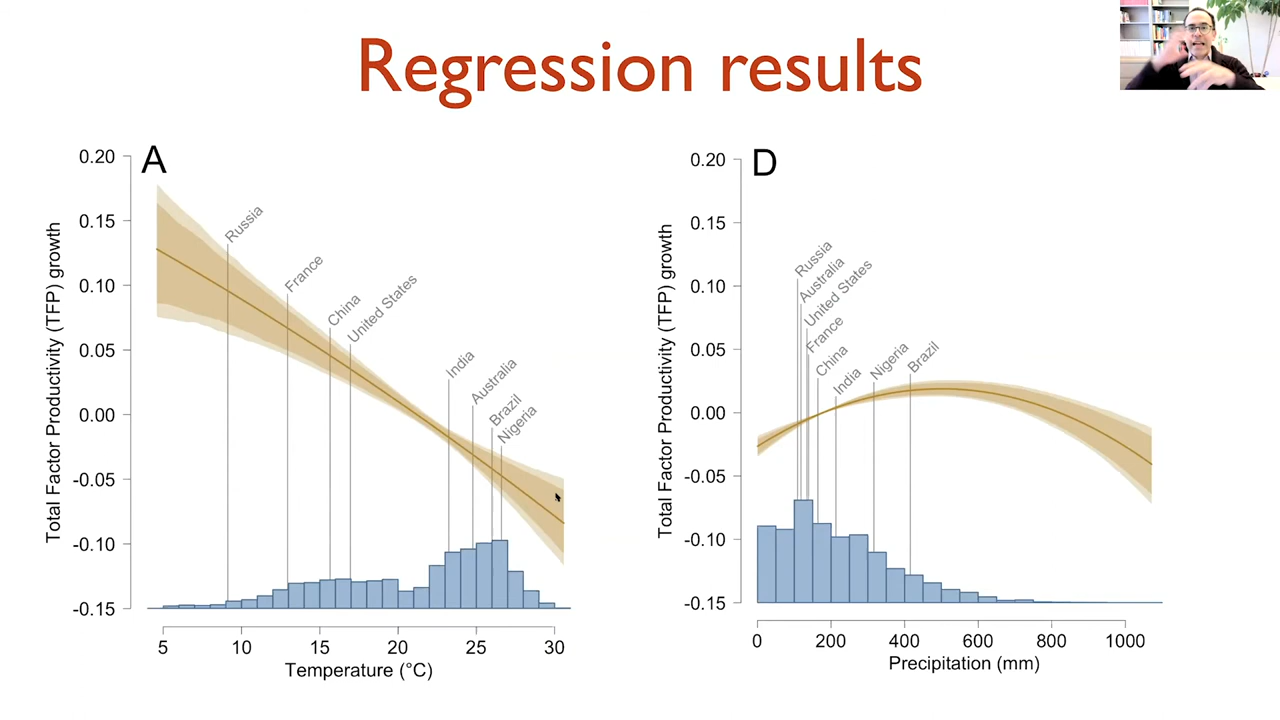 Regression results
A
0.20
0.15
0.10
0.05
0.00
-0.05
-0.10
-0.15
Total Factor Productivity (TFP) growth
Russia
France
China
United States
India
Australia
Brazil
Nigeria
5 10 15 20 25 30
Temperature (°C)
D
0.20
0.15
0.10
0.05
0.00
-0.05
-0.10
-0.15
Total Factor Productivity (TFP) growth
Russia
Australia
United States
France
China
India
Nigeria
Brazil
0 200 400 600 800 1000
Precipitation (mm)